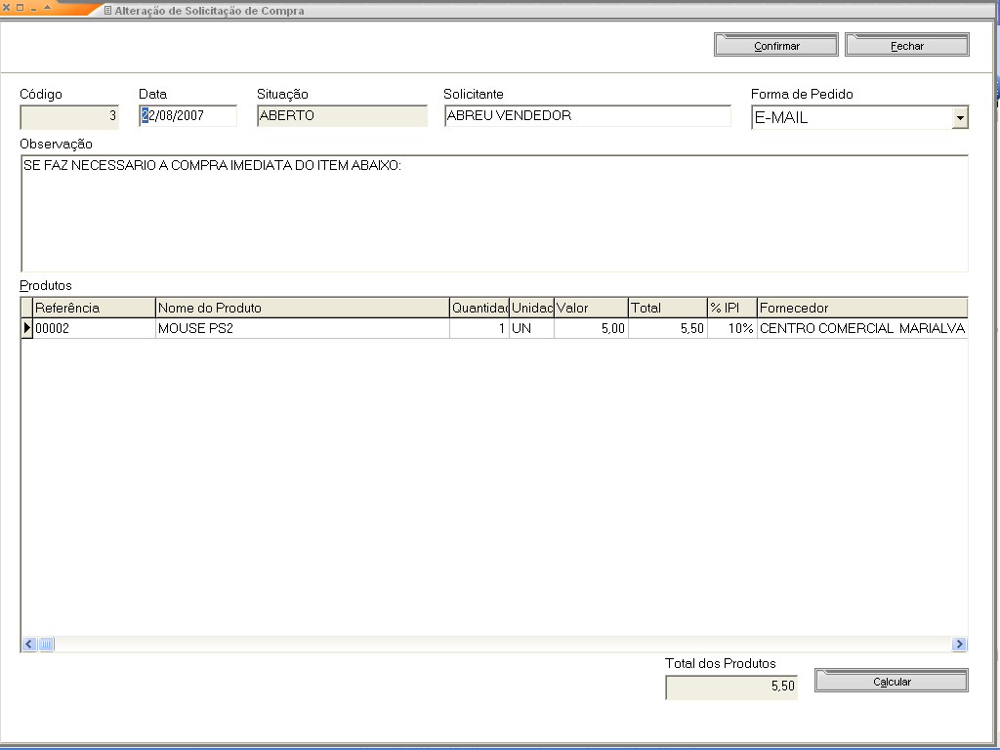 Alteração de Solicitação de Compra
Confirmar Fechar
Código Data Situação Solicitante Forma de Pedido
3 22/08/2007 ABERTO ABREU VENDEDOR E-MAIL
Observação
SE FAZ NECESSARIO A COMPRA IMEDIATA DO ITEM ABAIXO:
Produtos
Referência Nome do Produto Quantidad Unidad Valor Total % IPI Fornecedor
00002 MOUSE PS2 1 UN 5,00 5,50 10% CENTRO COMERCIAL MARIALVA
Total dos Produtos
5,50 Calcular